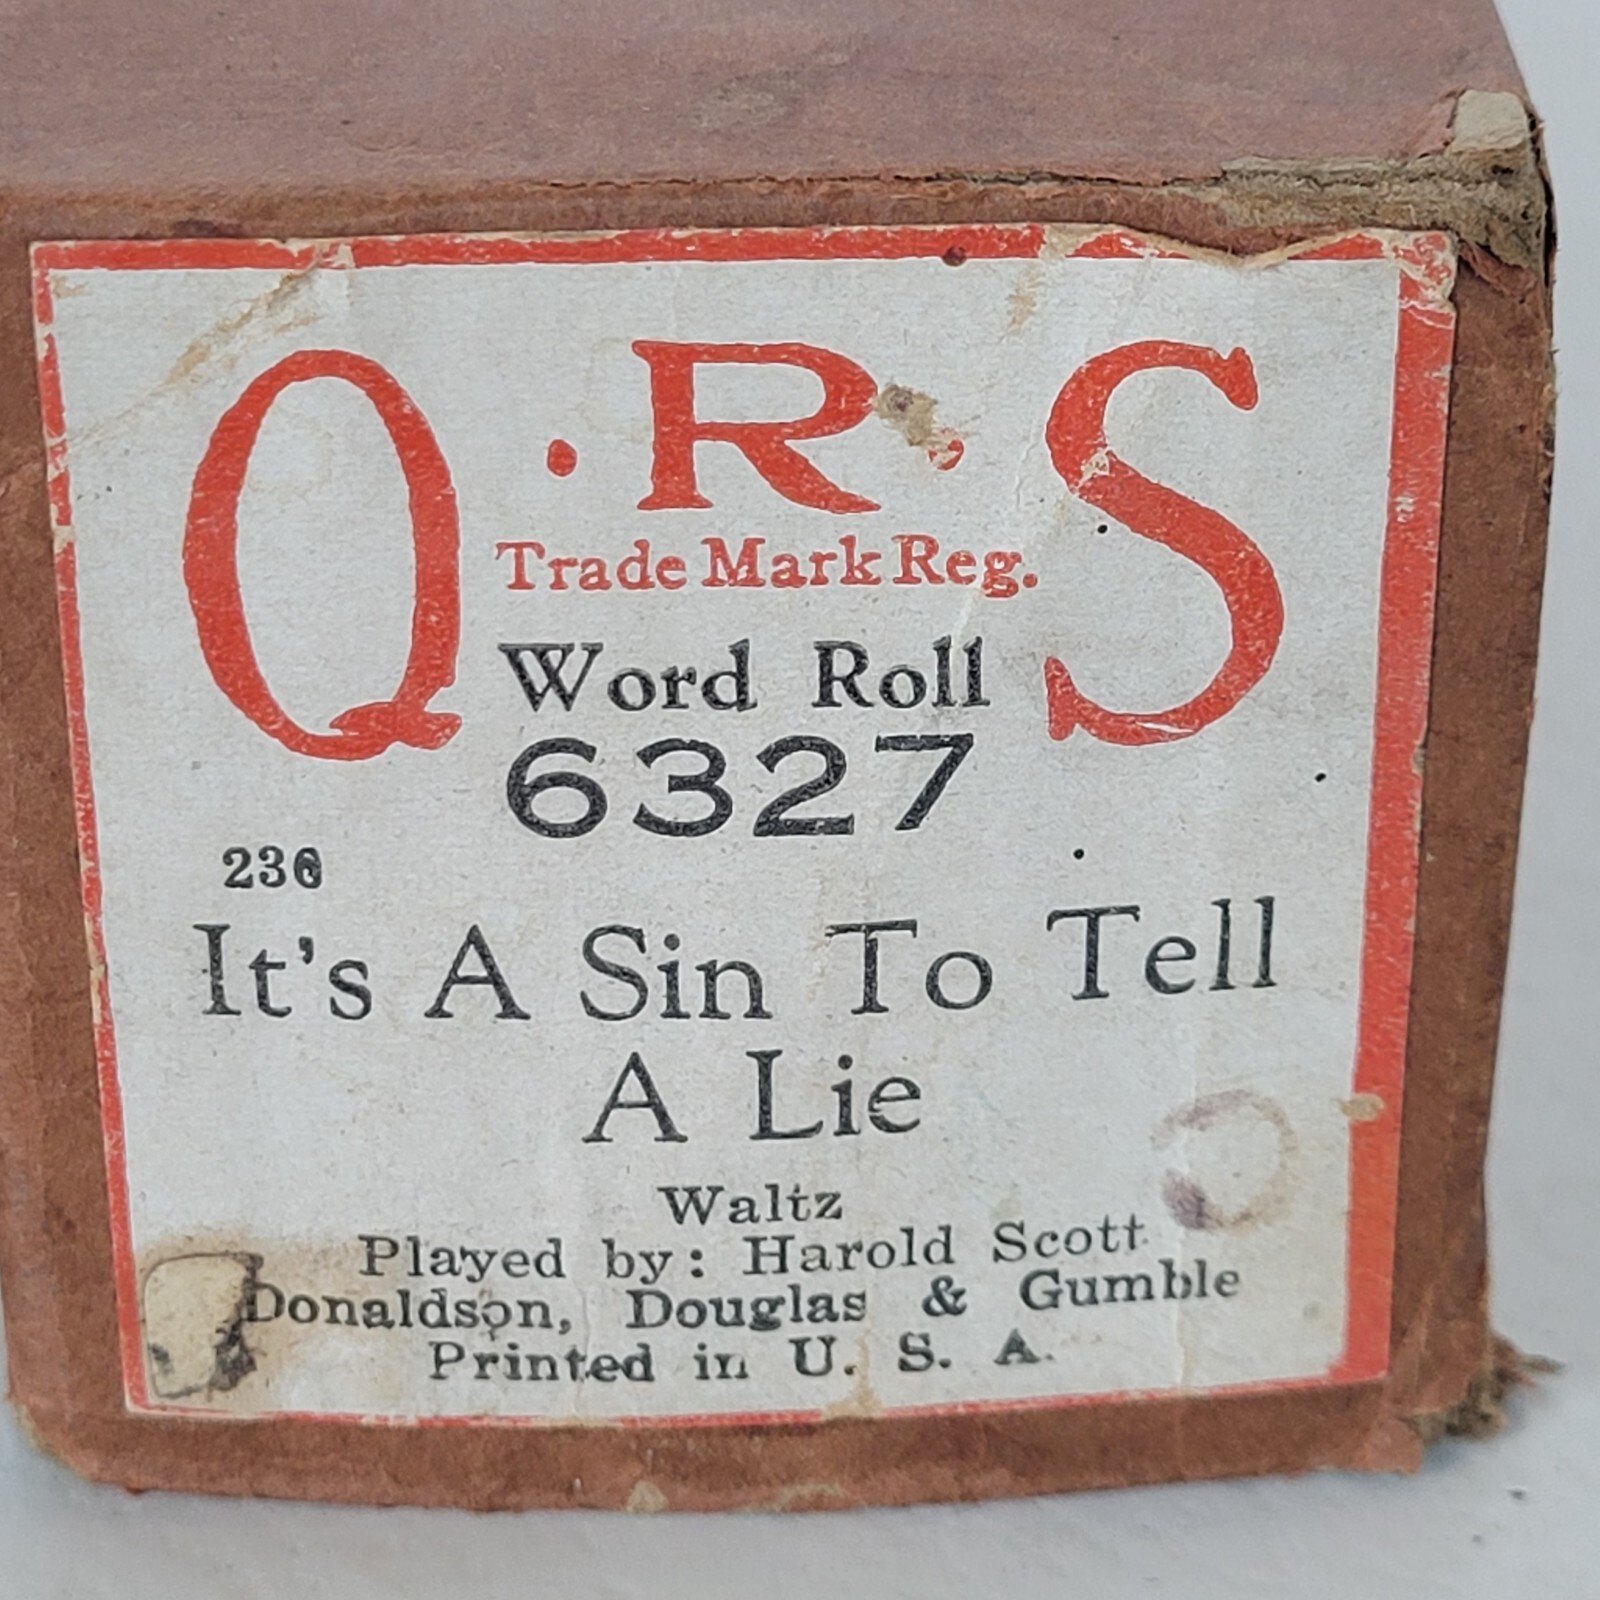 Q·R·S
Trade Mark Reg.
Word Roll
6327
It's A Sin To Tell
A Lie
Waltz
Played by: Harold Scott
Donaldson, Douglas & Gumble
Printed in U. S. A.